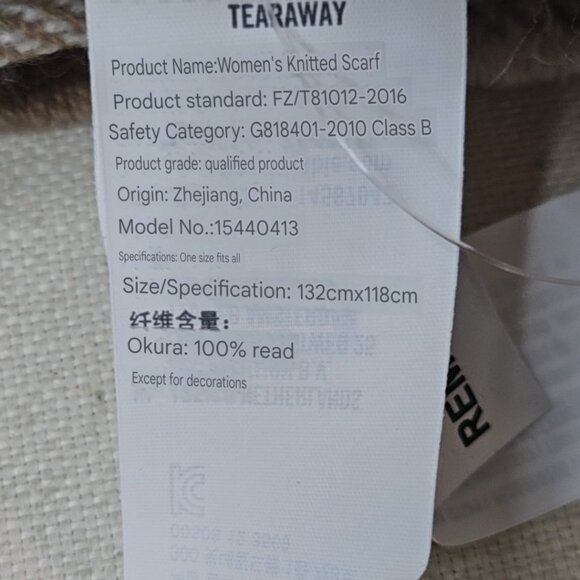 TEARAWAY
Product Name:Women's Knitted Scarf
Product standard: FZ/T81012-2016
Safety Category: G818401-2010 Class B
Product grade: qualified product
Origin: Zhejiang, China
Model No.:15440413
Specifications: One size fits all
Size/Specification: 132cmx118cm
纤维含量:
Okura: 100% read
Except for decorations
REM